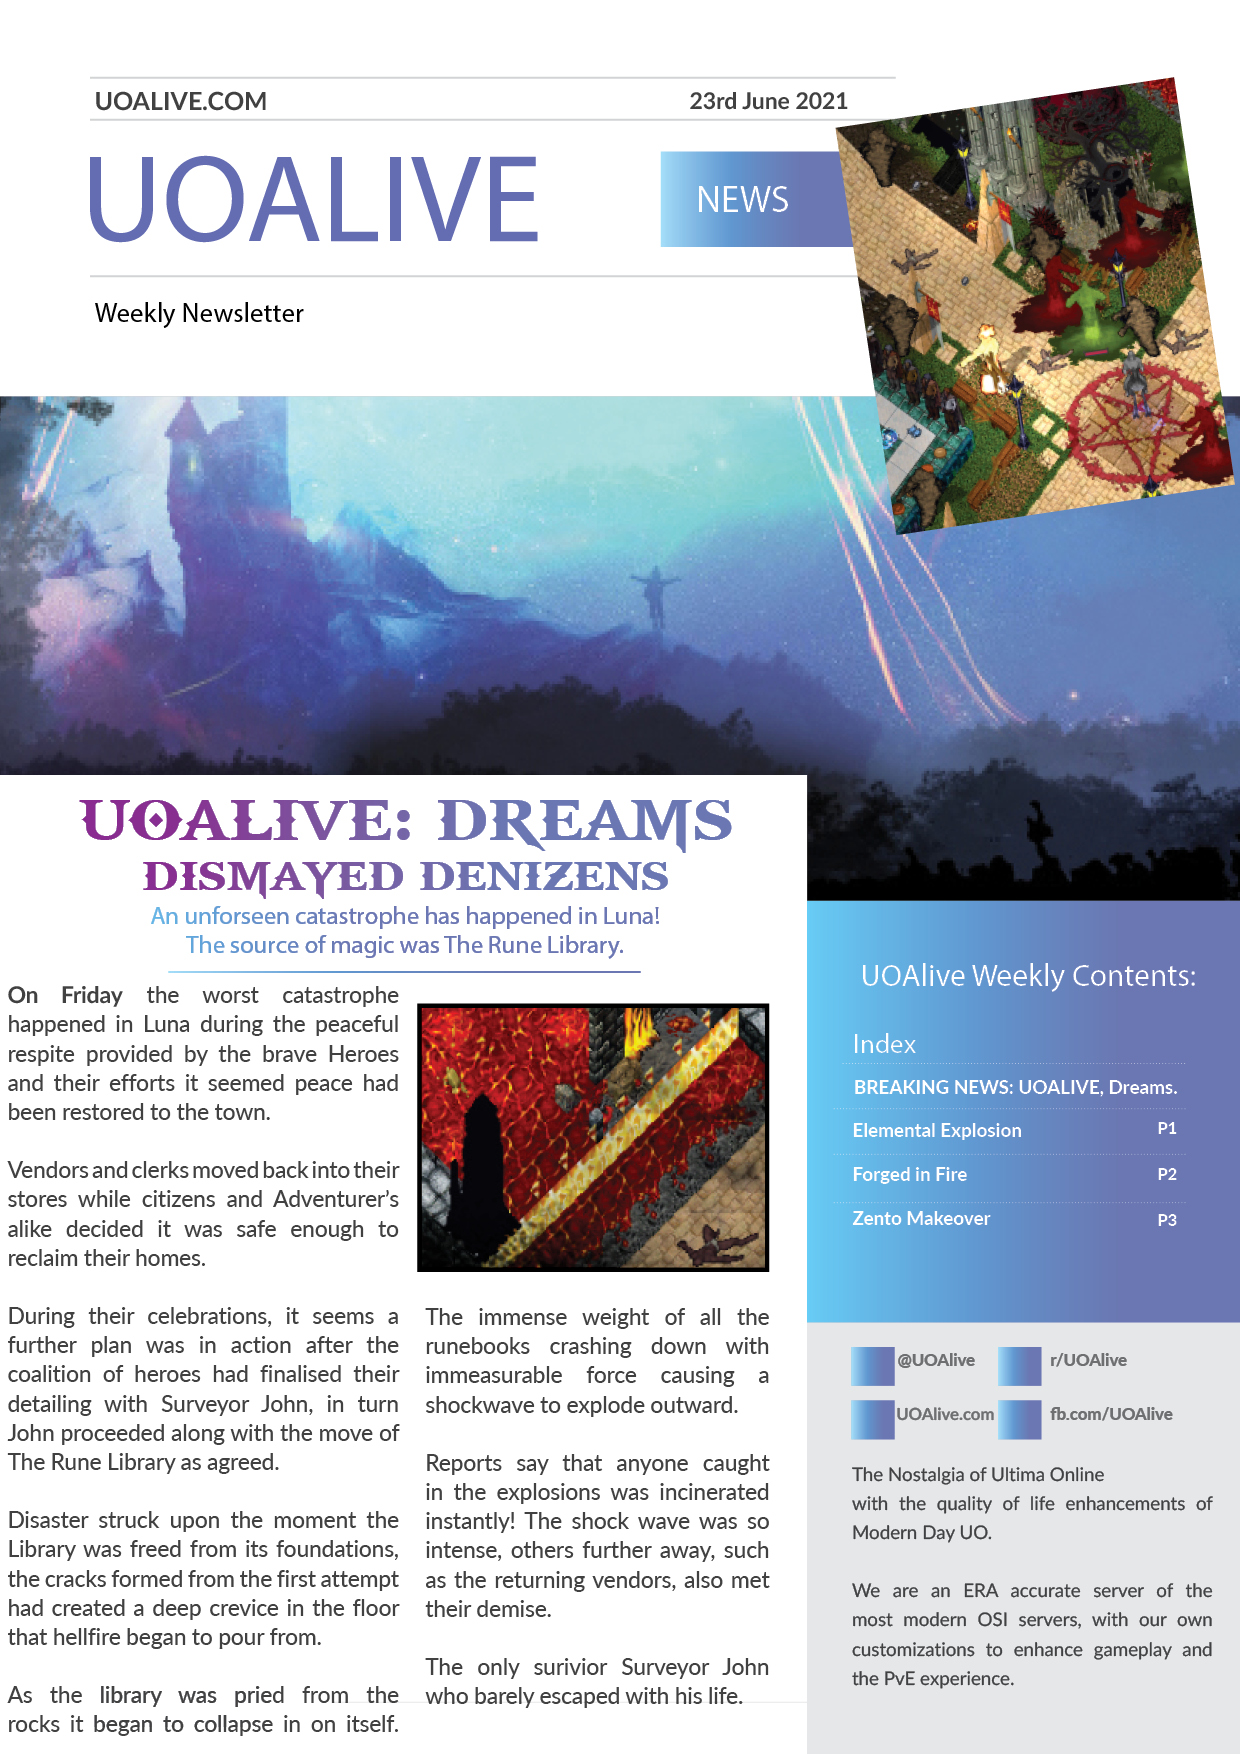 UOALIVE.COM
23rd June 2021
UOALIVE
NEWS
Weekly Newsletter
UOALIVE: DREAMS
DISMAYED DENIZENS
An unforseen catastrophe has happened in Luna!
The source of magic was The Rune Library.
On Friday the worst catastrophe
happened in Luna during the peaceful
respite provided by the brave Heroes
and their efforts it seemed peace had
been restored to the town.
Vendors and clerks moved back into their
stores while citizens and Adventurer's
alike decided it was safe enough to
reclaim their homes.
During their celebrations, it seems a
further plan was in action after the
coalition of heroes had finalised their
detailing with Surveyor John, in turn
John proceeded along with the move of
The Rune Library as agreed.
Disaster struck upon the moment the
Library was freed from its foundations,
the cracks formed from the first attempt
had created a deep crevice in the floor
that hellfire began to pour from.
As the library was pried from the
rocks it began to collapse in on itself.
The immense weight of all the
runebooks crashing down with
immeasurable force causing a
shockwave to explode outward.
Reports say that anyone caught
in the explosions was incinerated
instantly! The shock wave was so
intense, others further away, such
as the returning vendors, also met
their demise.
The only surivior Surveyor John
who barely escaped with his life.
UOAlive Weekly Contents:
Index
BREAKING NEWS: UOALIVE, Dreams.
Elemental Explosion P1
Forged in Fire P2
Zento Makeover P3
@UOAlive r/UOAlive
UOAlive.com fb.com/UOAlive
The Nostalgia of Ultima Online
with the quality of life enhancements of
Modern Day UO.
We are an ERA accurate server of the
most modern OSI servers, with our own
customizations to enhance gameplay and
the PvE experience.